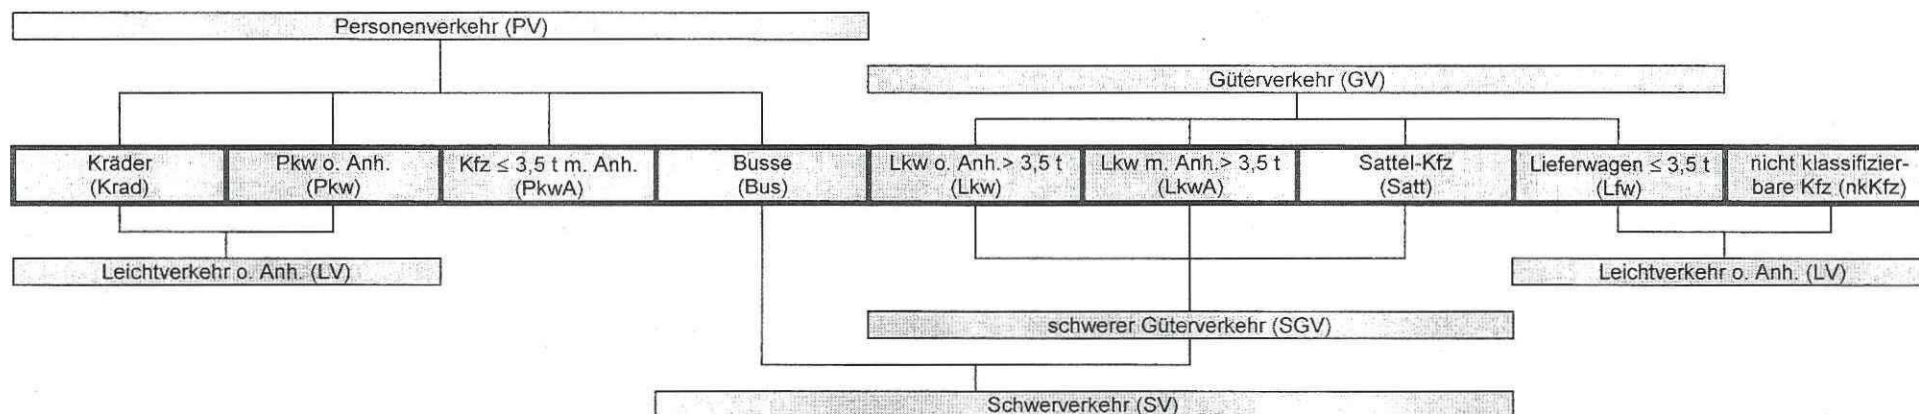 Personenverkehr (PV)
Güterverkehr (GV)
Kräder
(Krad)
Pkw o. Anh.
(Pkw)
Kfz ≤ 3,5 t m. Anh.
(PkwA)
Busse
(Bus)
Lkw o. Anh.> 3,5 t
(Lkw)
Lkw m. Anh.> 3,5 t
(LkwA)
Sattel-Kfz
(Satt)
Lieferwagen ≤ 3,5 t
(Lfw)
nicht klassifizier-
bare Kfz (nkKfz)
Leichtverkehr o. Anh. (LV)
Leichtverkehr o. Anh. (LV)
schwerer Güterverkehr (SGV)
Schwerverkehr (SV)